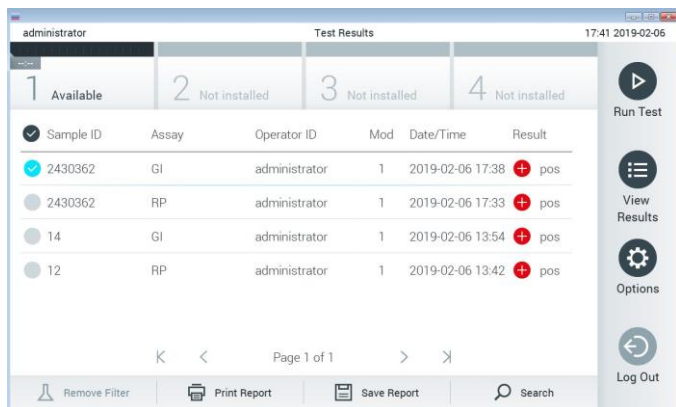 administrator Test Results 17:41 2019-02-06
1 Available 2 Not installed 3 Not installed 4 Not installed
Run Test
Sample ID Assay Operator ID Mod Date/Time Result
2430362 GI administrator 1 2019-02-06 17:38 pos
2430362 RP administrator 1 2019-02-06 17:33 pos
14 GI administrator 1 2019-02-06 13:54 pos
12 RP administrator 1 2019-02-06 13:42 pos
View
Results
Options
Page 1 of 1
Log Out
Remove Filter Print Report Save Report Search